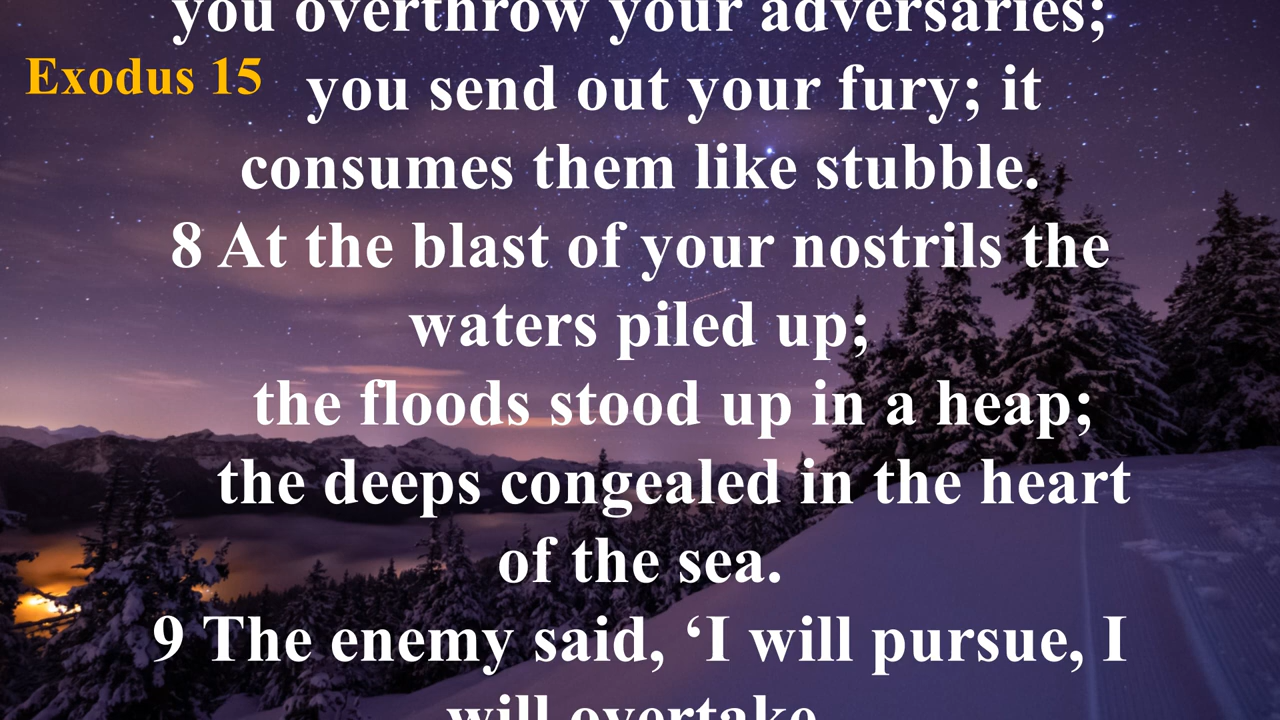 you overthrow your adversaries;
Exodus 15
you send out your fury; it
consumes them like stubble.
8 At the blast of your nostrils the
waters piled up;
the floods stood up in a heap;
the deeps congealed in the heart
of the sea.
9 The enemy said, ‘I will pursue, I
will overtake